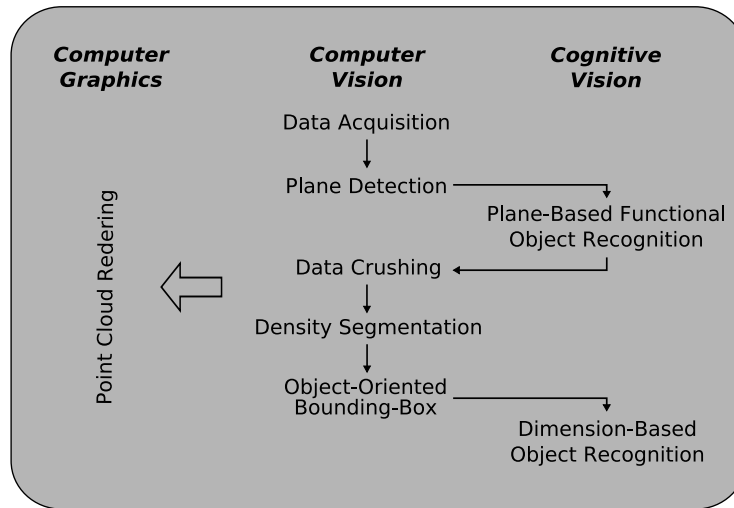 Computer
Graphics
Computer
Vision
Cognitive
Vision
Data Acquisition
Plane Detection
Plane-Based Functional
Object Recognition
Data Crushing
Point Cloud Redering
Density Segmentation
Object-Oriented
Bounding-Box
Dimension-Based
Object Recognition